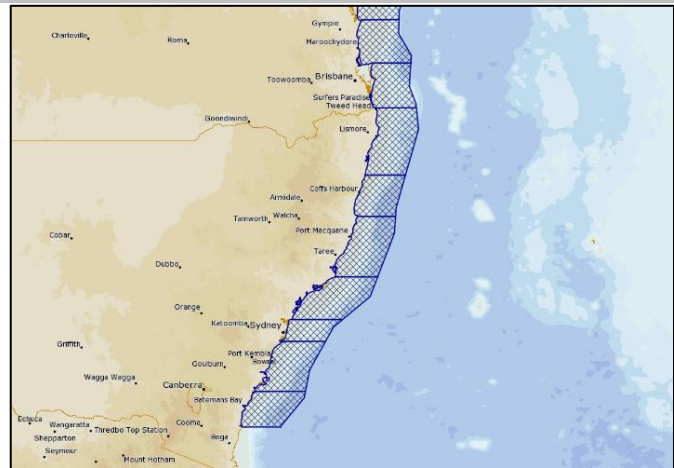 Gympie
Charleville
Roma
Maroochydore
Brisbane
Toowoomba
Surfers Paradise
Tweed Head
Goondiwindi
Lismore
Coffs Harbour
Armidale
Walcha
Tamworth
Port Macquarie
Cobar
Taree
Dubbo
Orange
Katoomba
Sydney
Griffith
Port Kembla
Bowral
Goulburn
Wagga Wagga
Canberra
Batemans Bay
Echuca
Wangaratta
Cooma
Thredbo Top Station
Shepparton
Bega
Seymour
Mount Hotham